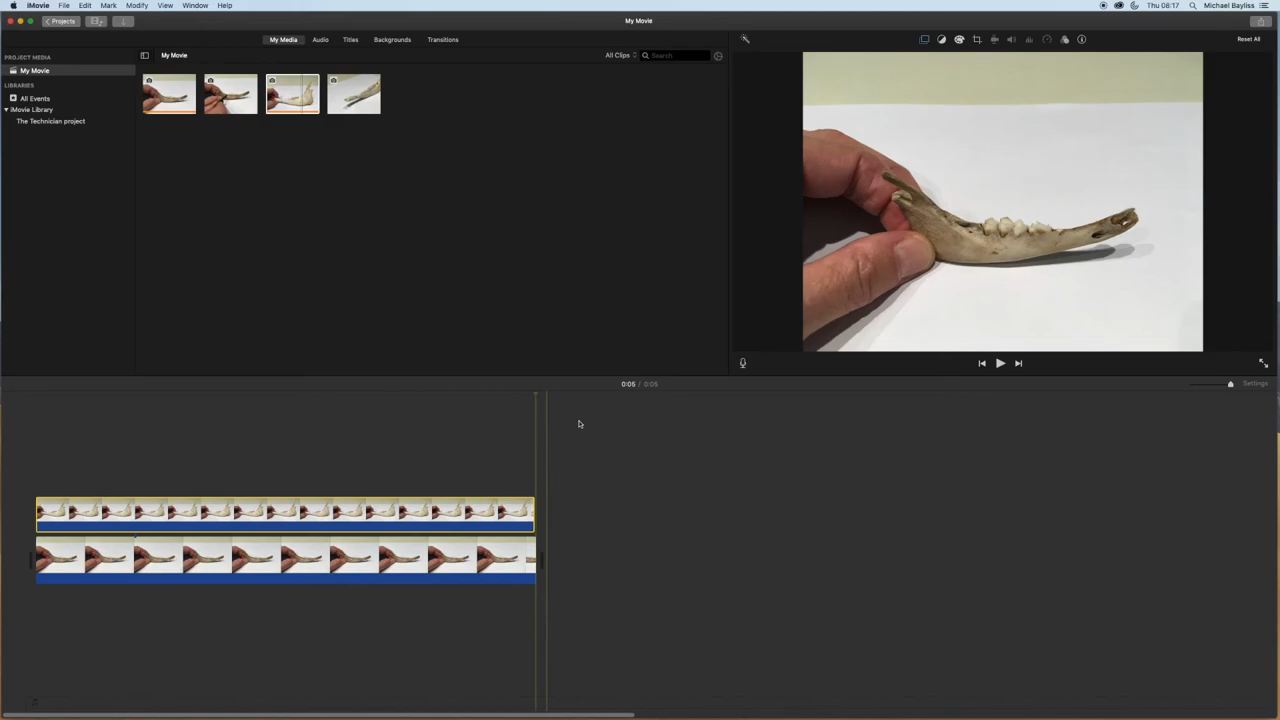 iMovie File Edit Mark Modify View Window Help Thu 08:17 Michael Bayliss
Projects My Movie
My Media Audio Titles Backgrounds Transitions Reset All
PROJECT MEDIA My Movie All Clips Search
My Movie
LIBRARIES
All Events
iMovie Library
The Technician project
0:05 / 0:05 Settings